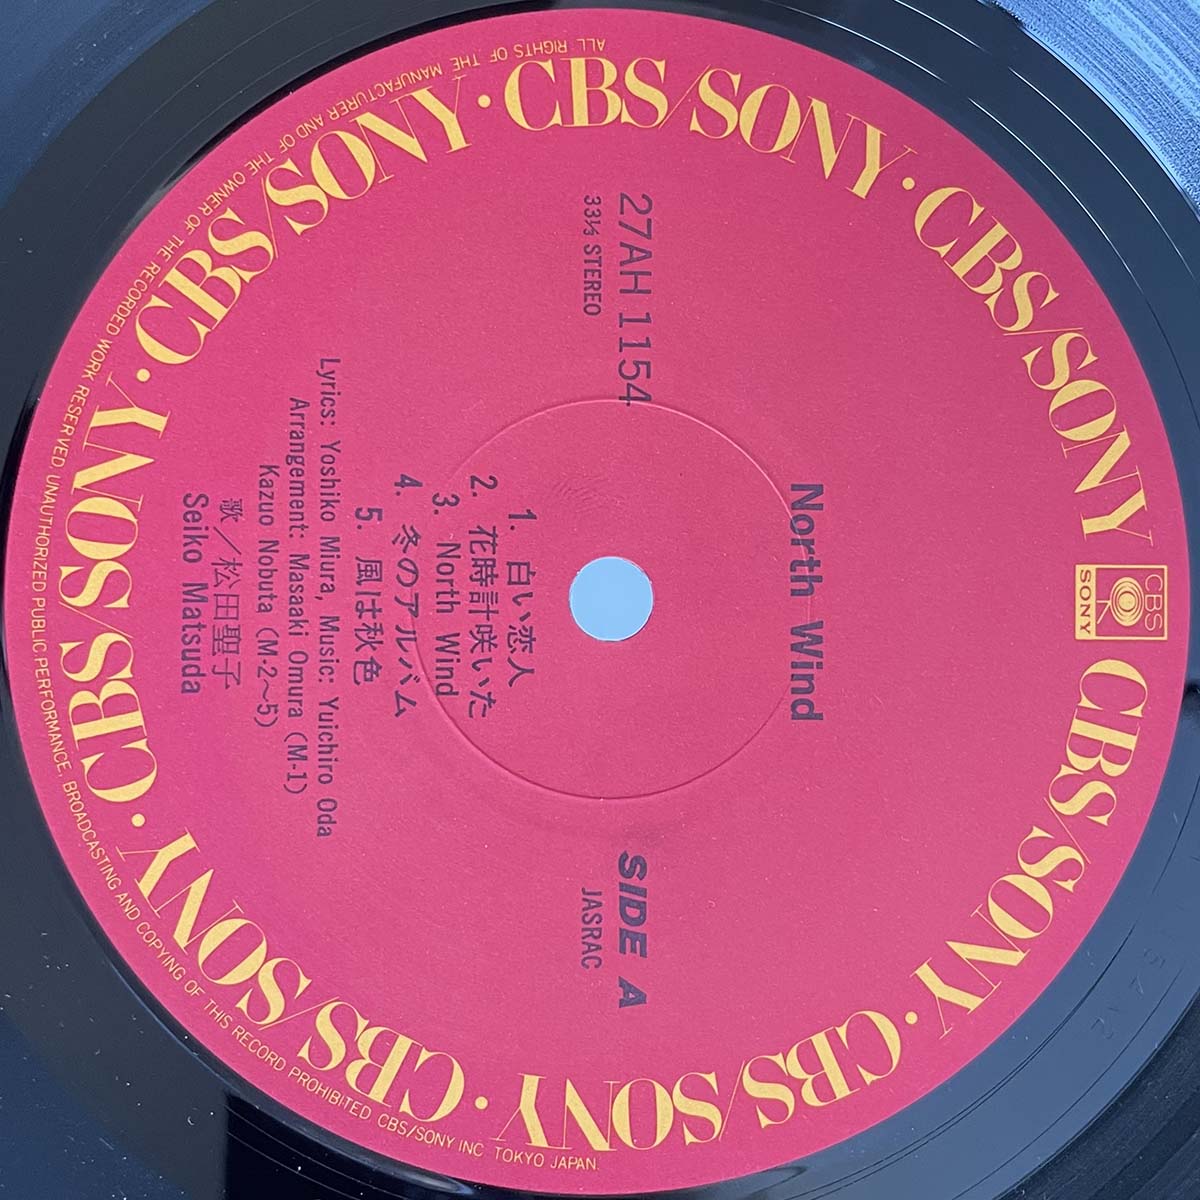 CBS
SONY
CBS/SONY · CBS/SONY · CBS/SONY · CBS/SONY · CBS/SONY · CBS/SONY · CBS/SONY · CBS/SONY · CBS/SONY
North Wind
27AH 1154
33⅓ STEREO
SIDE A
JASRAC
1. 白い恋人
2. 花時計咲いた
3. North Wind
4. 冬のアルバム
5. 風は秋色
Lyrics: Yoshiko Miura, Music: Yuichiro Oda
Arrangement: Masaaki Omura (M-1)
Kazuo Nobuta (M-2〜5)
歌／松田聖子
Seiko Matsuda
ALL RIGHTS OF THE MANUFACTURER AND OF THE OWNER OF THE RECORDED WORK RESERVED UNAUTHORIZED PUBLIC PERFORMANCE, BROADCASTING AND COPYING OF THIS RECORD PROHIBITED CBS/SONY INC TOKYO JAPAN.